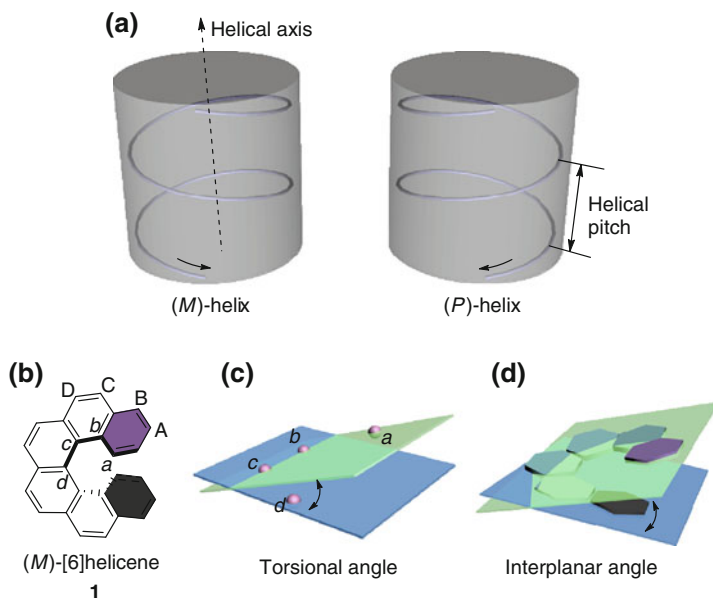 (a)
Helical axis
Helical
pitch
(M)-helix
(P)-helix
(b)
D
C
B
A
b
c
a
d
(M)-[6]helicene
1
(c)
a
b
c
d
Torsional angle
(d)
Interplanar angle